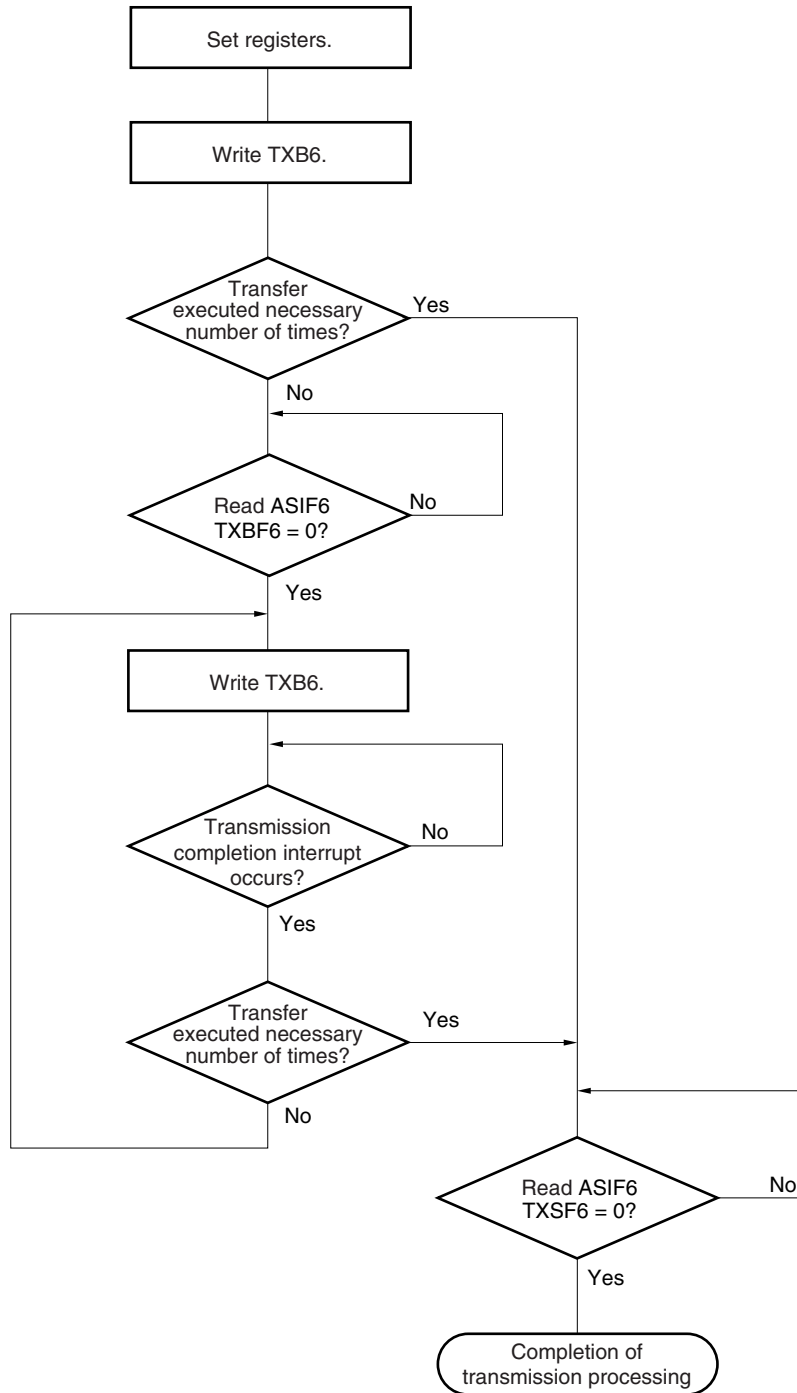 Set registers.
Write TXB6.
Transfer
executed necessary
number of times?
Yes
No
Read ASIF6
TXBF6 = 0?
No
Yes
Write TXB6.
Transmission
completion interrupt
occurs?
No
Yes
Transfer
executed necessary
number of times?
Yes
No
Read ASIF6
TXSF6 = 0?
No
Yes
Completion of
transmission processing